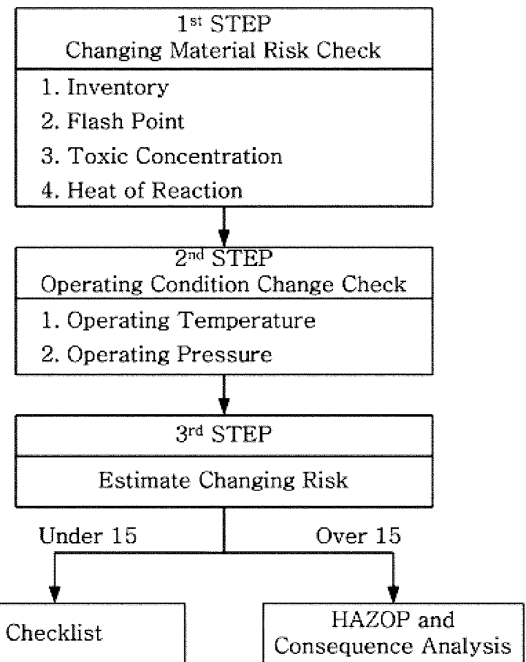 1st STEP
Changing Material Risk Check
1. Inventory
2. Flash Point
3. Toxic Concentration
4. Heat of Reaction
2nd STEP
Operating Condition Change Check
1. Operating Temperature
2. Operating Pressure
3rd STEP
Estimate Changing Risk
Under 15
Over 15
Checklist
HAZOP and
Consequence Analysis